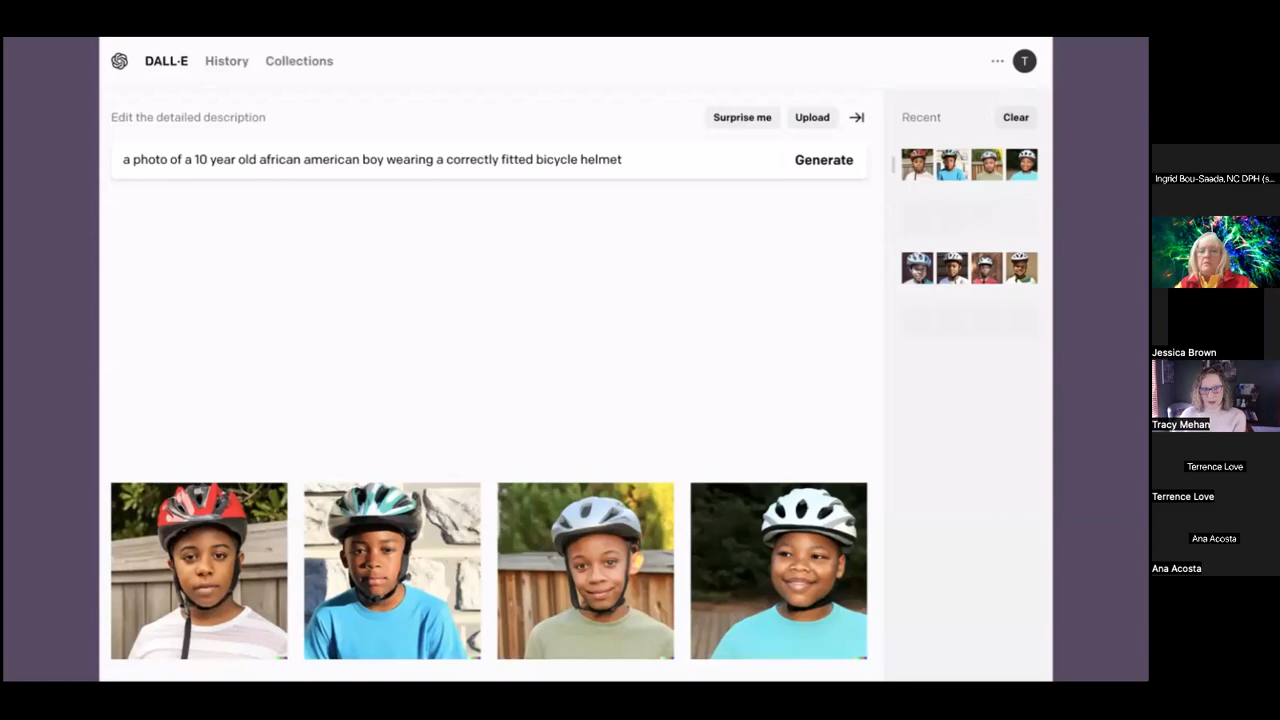 DALL·E History Collections
T
Edit the detailed description
Surprise me
Upload
Recent
Clear
a photo of a 10 year old african american boy wearing a correctly fitted bicycle helmet
Generate
Ingrid Bou-Saada, NC DPH (s...
Jessica Brown
Tracy Mehan
Terrence Love
Terrence Love
Ana Acosta
Ana Acosta